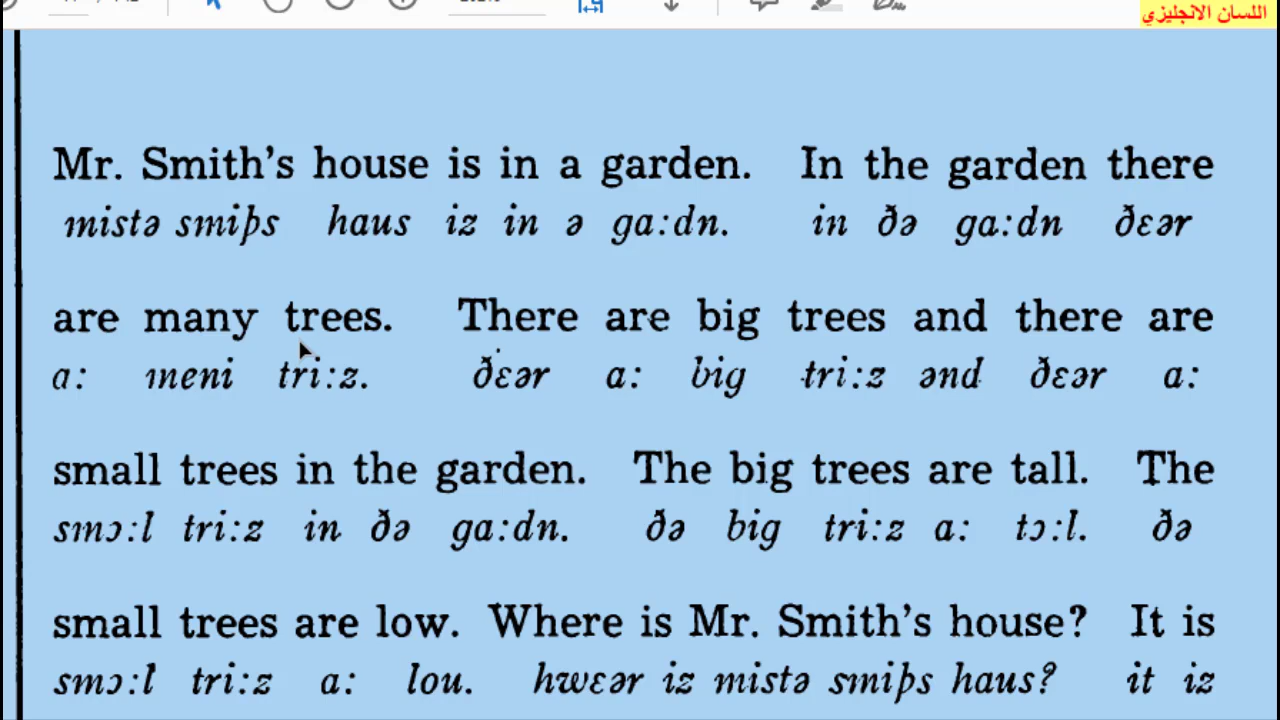 اللسان الانجليزي
Mr. Smith's house is in a garden. In the garden there
mistə smiþs haus iz in ə ga:dn. in ðə ga:dn ðɛər
are many trees. There are big trees and there are
a: meni tri:z. ðɛər a: big tri:z ənd ðɛər a:
small trees in the garden. The big trees are tall. The
smɔ:l tri:z in ðə ga:dn. ðə big tri:z a: tɔ:l. ðə
small trees are low. Where is Mr. Smith's house? It is
smɔ:l tri:z a: lou. hwɛər iz mistə smiþs haus? it iz